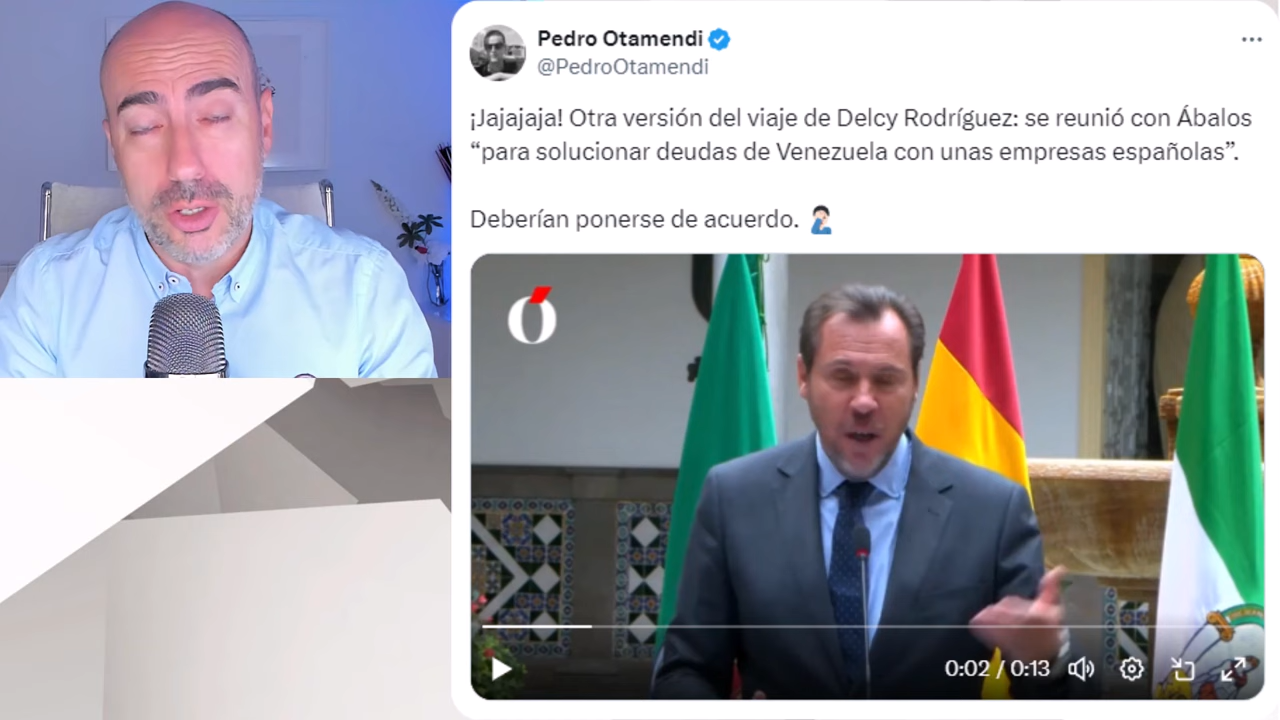 Pedro Otamendi
@PedroOtamendi
¡Jajajaja! Otra versión del viaje de Delcy Rodríguez: se reunió con Ábalos
“para solucionar deudas de Venezuela con unas empresas españolas”.
Deberían ponerse de acuerdo. 🤦🏻‍♂️
Ó
0:02 / 0:13